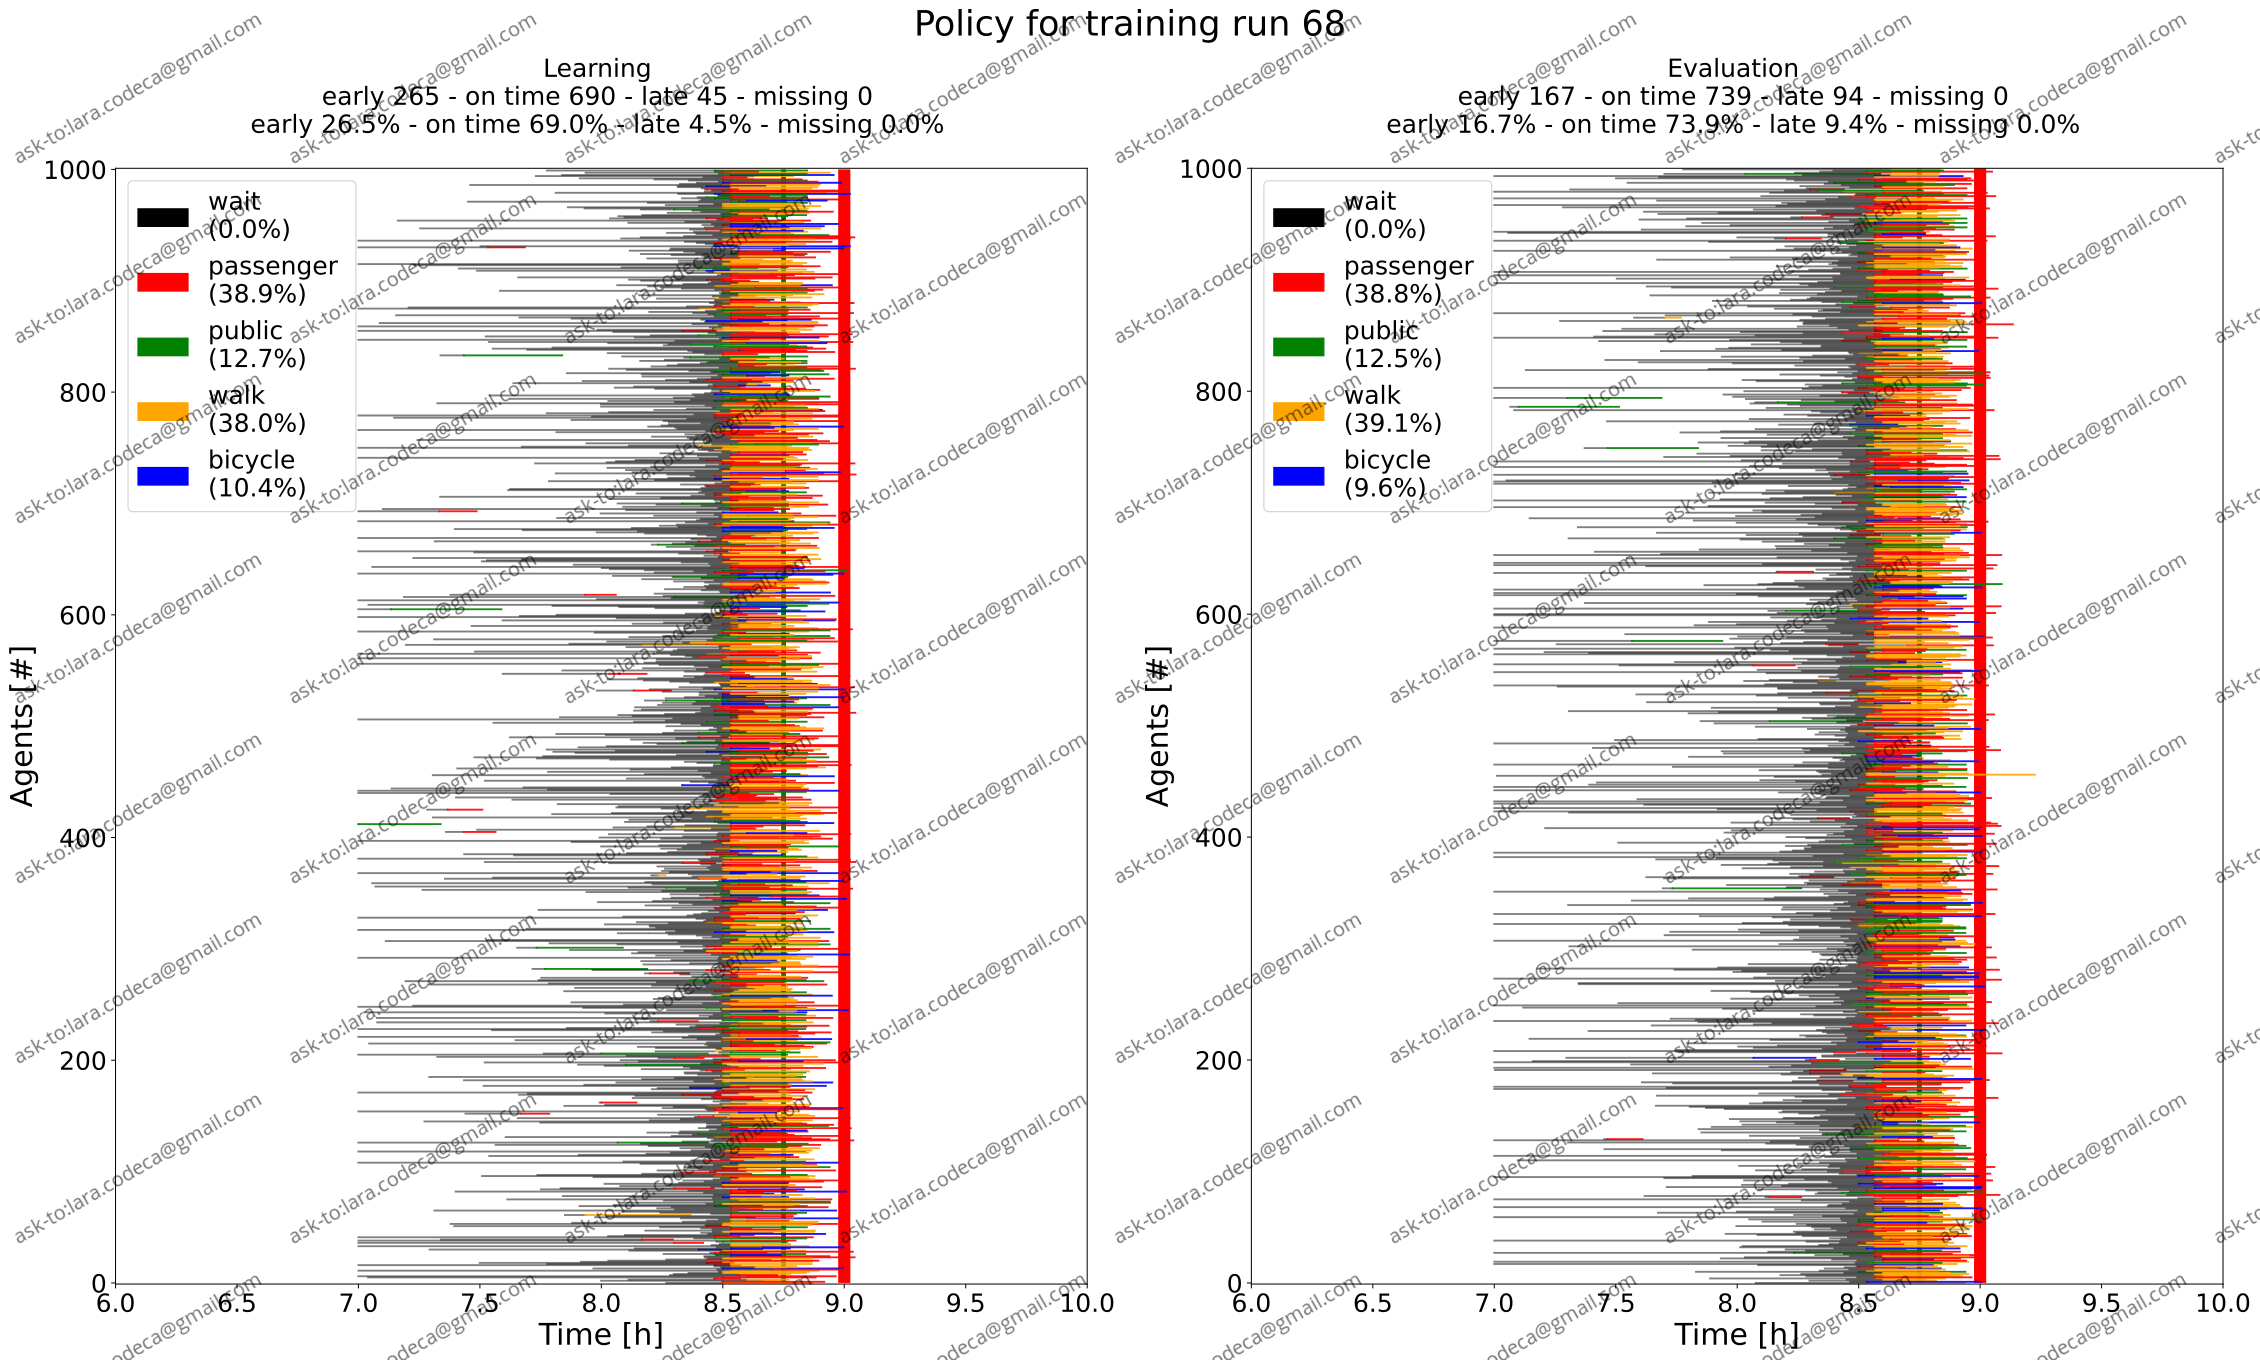 Policy for training run 68
Learning
early 265 - on time 690 - late 45 - missing 0
early 26.5% - on time 69.0% - late 4.5% - missing 0.0%
Evaluation
early 167 - on time 739 - late 94 - missing 0
early 16.7% - on time 73.9% - late 9.4% - missing 0.0%
Agents [#]
1000
800
600
400
200
0
wait
(0.0%)
passenger
(38.9%)
public
(12.7%)
walk
(38.0%)
bicycle
(10.4%)
6.0 6.5 7.0 7.5 8.0 8.5 9.0 9.5 10.0
Time [h]
Agents [#]
1000
800
600
400
200
0
wait
(0.0%)
passenger
(38.8%)
public
(12.5%)
walk
(39.1%)
bicycle
(9.6%)
6.0 6.5 7.0 7.5 8.0 8.5 9.0 9.5 10.0
Time [h]
ask-to:lara.codeca@gmail.com